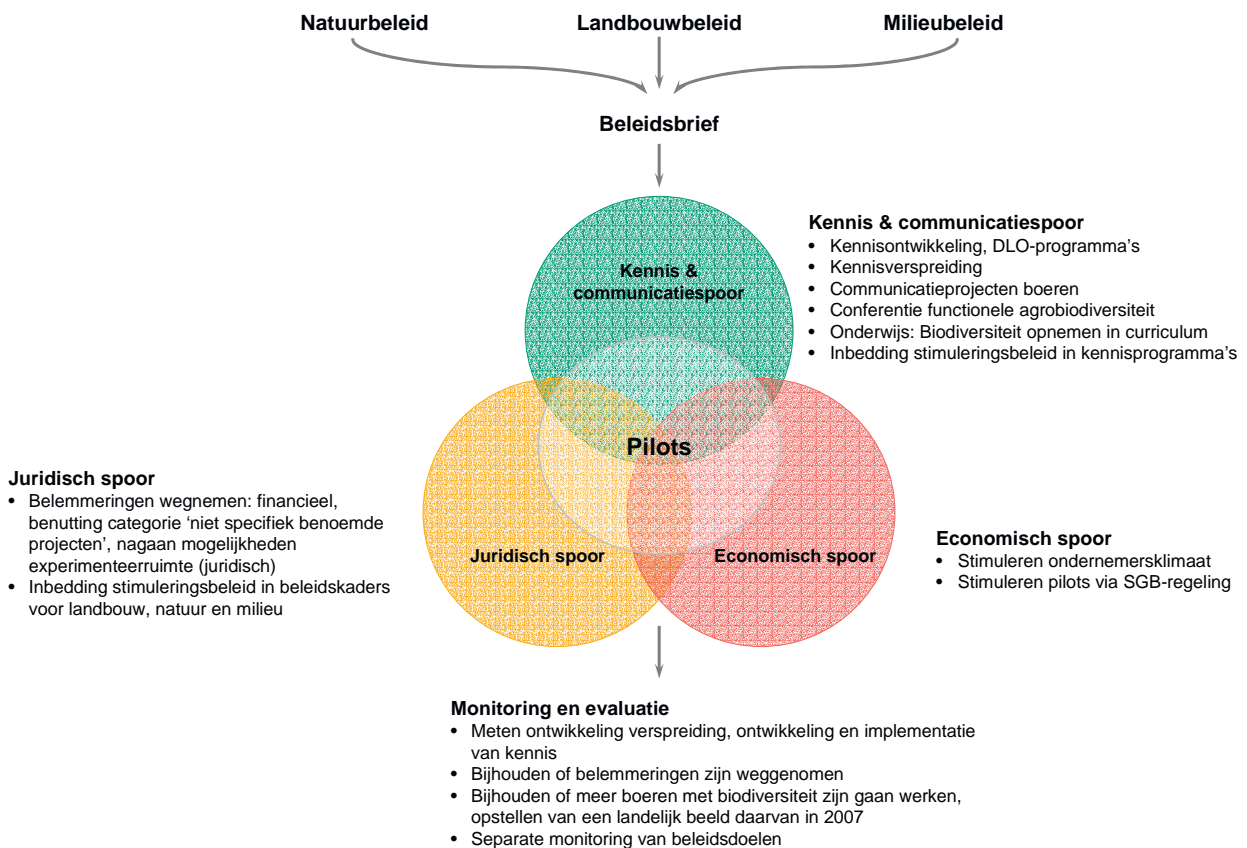 Natuurbeleid
Landbouwbeleid
Milieubeleid
Beleidsbrief
Kennis &
communicatiespoor
Kennis & communicatiespoor
• Kennisontwikkeling, DLO-programma’s
• Kennisverspreiding
• Communicatieprojecten boeren
• Conferentie functionele agrobiodiversiteit
• Onderwijs: Biodiversiteit opnemen in curriculum
• Inbedding stimuleringsbeleid in kennisprogramma’s
Pilots
Juridisch spoor
• Belemmeringen wegnemen: financieel,
benutting categorie ‘niet specifiek benoemde
projecten’, nagaan mogelijkheden
experimenteerruimte (juridisch)
• Inbedding stimuleringsbeleid in beleidskaders
voor landbouw, natuur en milieu
Juridisch spoor
Economisch spoor
Economisch spoor
• Stimuleren ondernemersklimaat
• Stimuleren pilots via SGB-regeling
Monitoring en evaluatie
• Meten ontwikkeling verspreiding, ontwikkeling en implementatie
van kennis
• Bijhouden of belemmeringen zijn weggenomen
• Bijhouden of meer boeren met biodiversiteit zijn gaan werken,
opstellen van een landelijk beeld daarvan in 2007
• Separate monitoring van beleidsdoelen